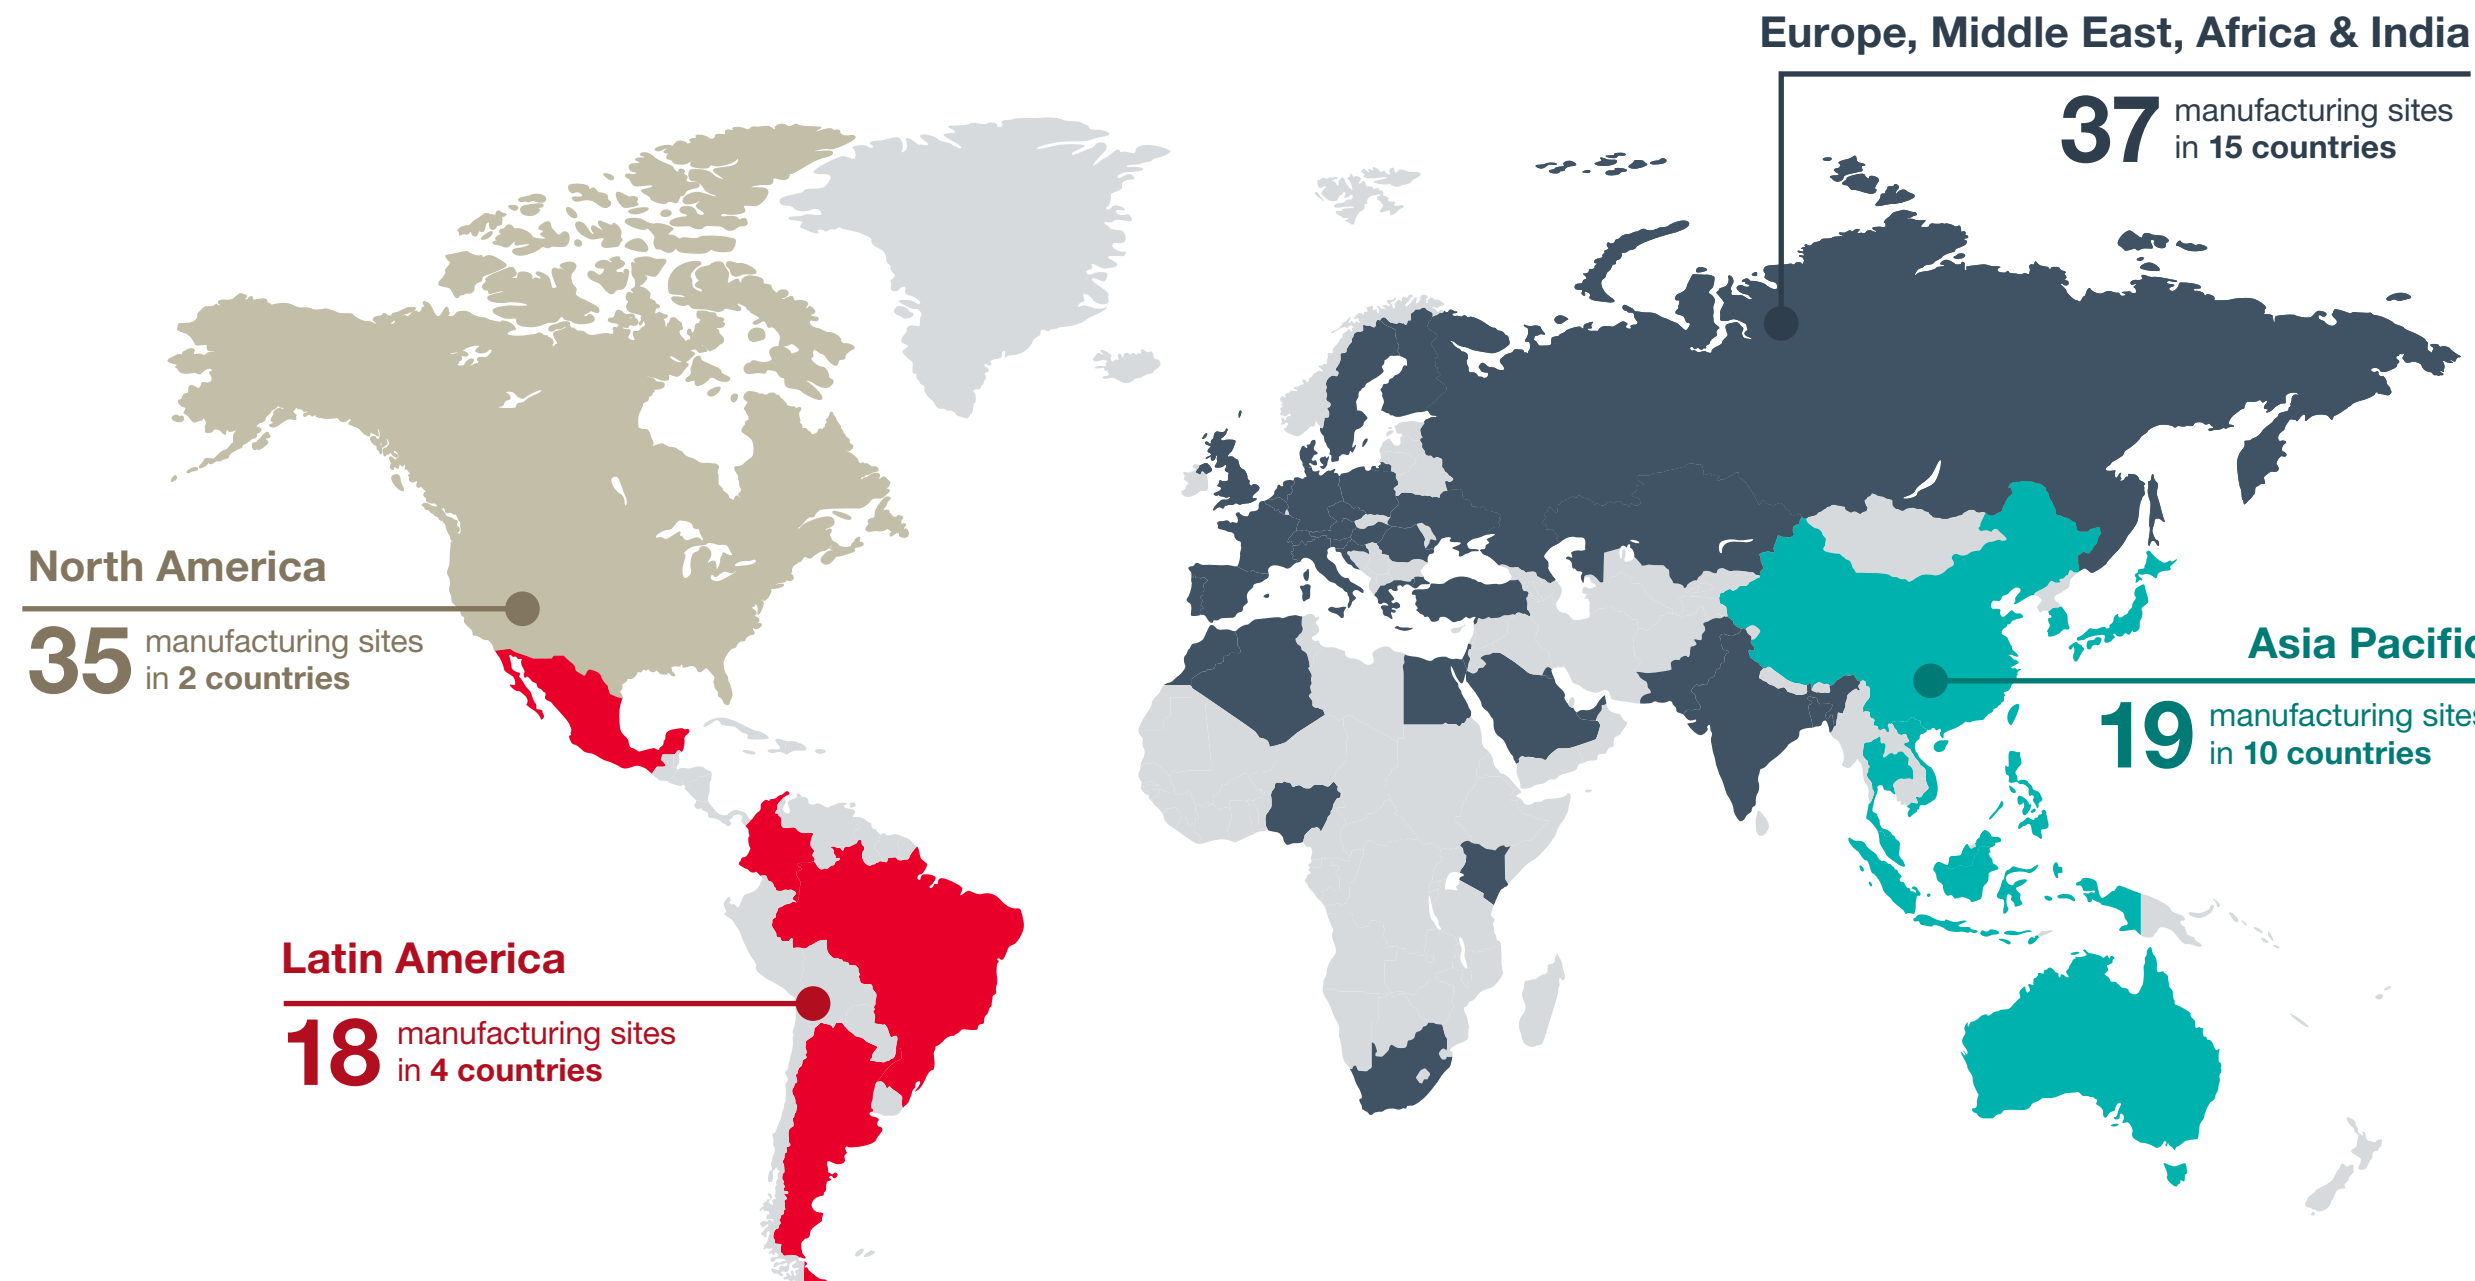 Europe, Middle East, Africa & India
37 manufacturing sites
in 15 countries
North America
35 manufacturing sites
in 2 countries
Asia Pacific
19 manufacturing sites
in 10 countries
Latin America
18 manufacturing sites
in 4 countries